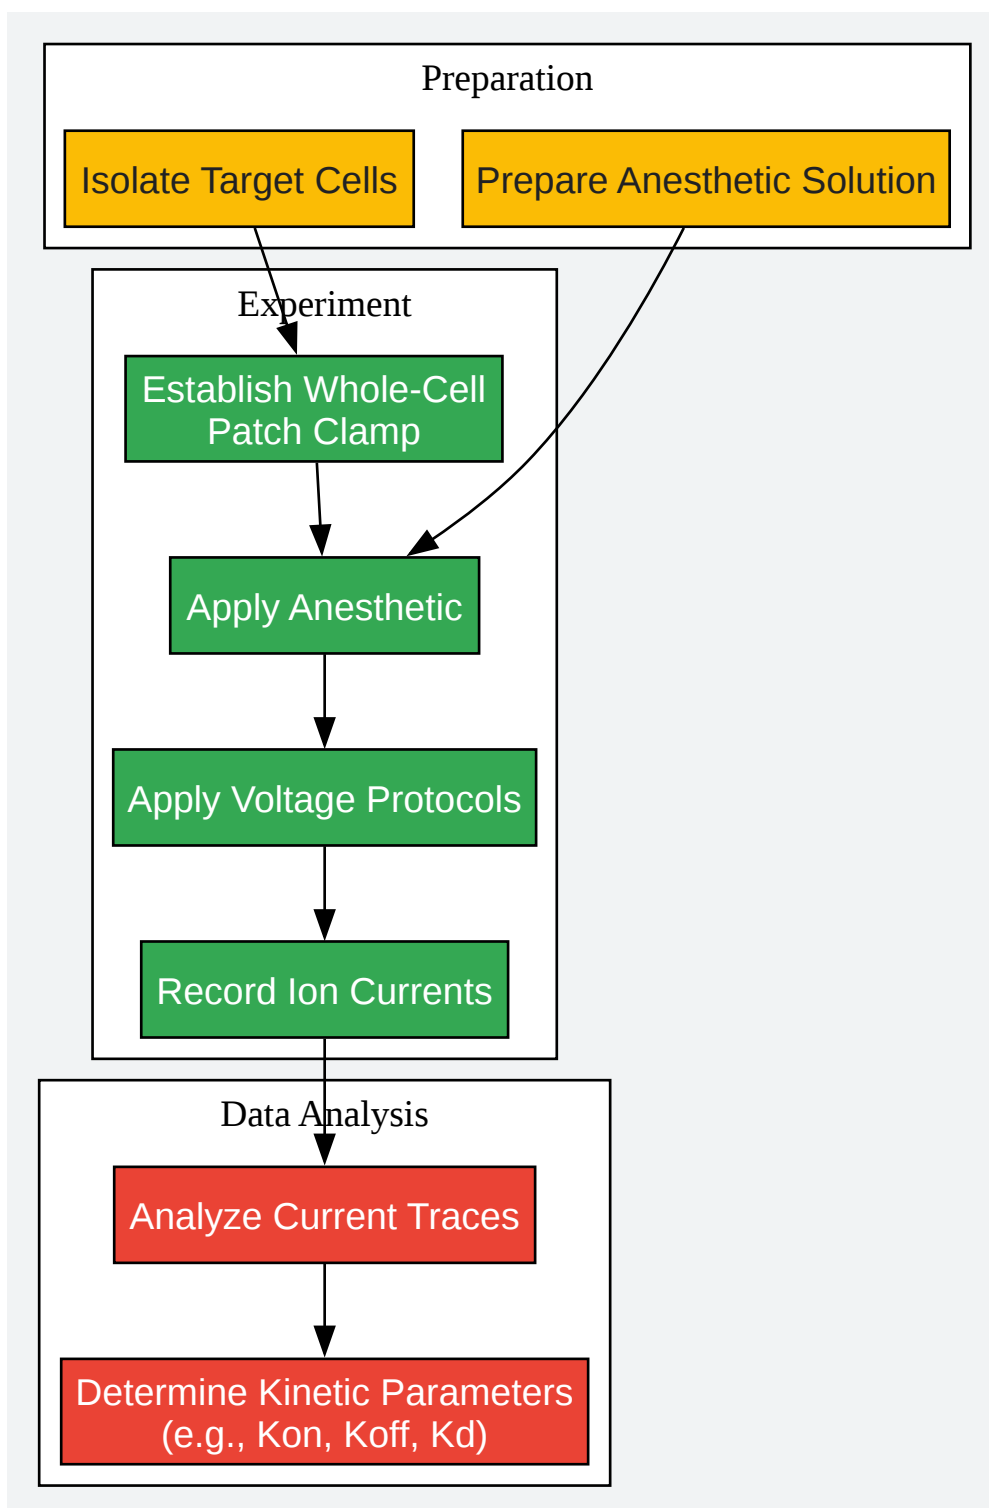 Preparation
Isolate Target Cells
Prepare Anesthetic Solution
Experiment
Establish Whole-Cell
Patch Clamp
Apply Anesthetic
Apply Voltage Protocols
Record Ion Currents
Data Analysis
Analyze Current Traces
Determine Kinetic Parameters
(e.g., Kon, Koff, Kd)